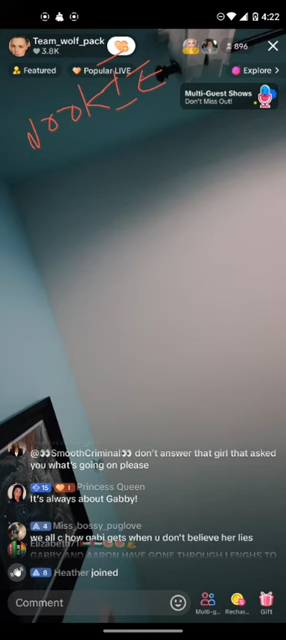 4:22
Team_wolf_pack
3.8K
896
Featured
Popular LIVE
Explore
NOOKIE
Multi-Guest Shows
Don't Miss Out!
@👀SmoothCriminal👀 don't answer that girl that asked
you what's going on please
15 1 Princess Queen
It's always about Gabby!
4 Miss_bossy_puglove
we all c how gabi gets when u don't believe her lies
Elizabeth/
GABBY AND AARON HAVE GONE THROUGH LENGHS TO
8 Heather joined
Comment
Multi-g...
Rechar...
Gift